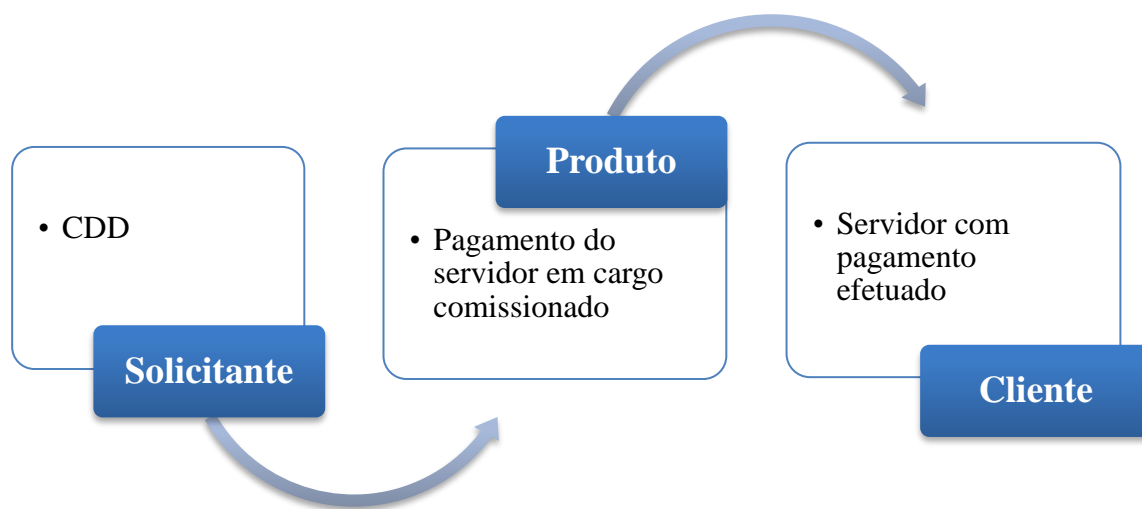 • CDD
Solicitante
Produto
• Pagamento do
servidor em cargo
comissionado
• Servidor com
pagamento
efetuado
Cliente